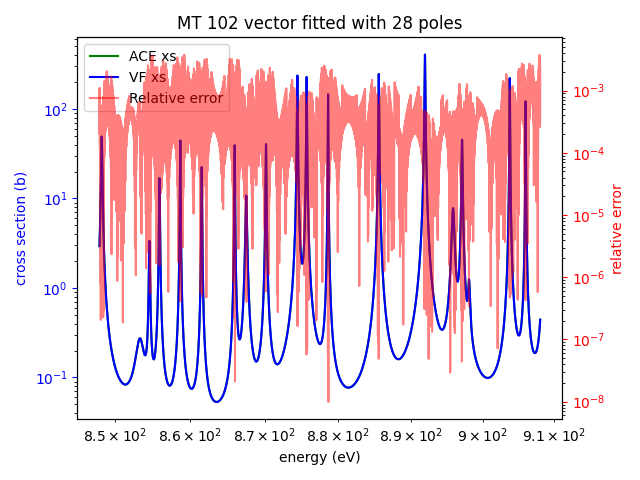 MT 102 vector fitted with 28 poles
ACE xs
VF xs
Relative error
cross section (b)
10²
10¹
10⁰
10⁻¹
relative error
10⁻³
10⁻⁴
10⁻⁵
10⁻⁶
10⁻⁷
10⁻⁸
8.5 × 10² 8.6 × 10² 8.7 × 10² 8.8 × 10² 8.9 × 10² 9 × 10² 9.1 × 10²
energy (eV)